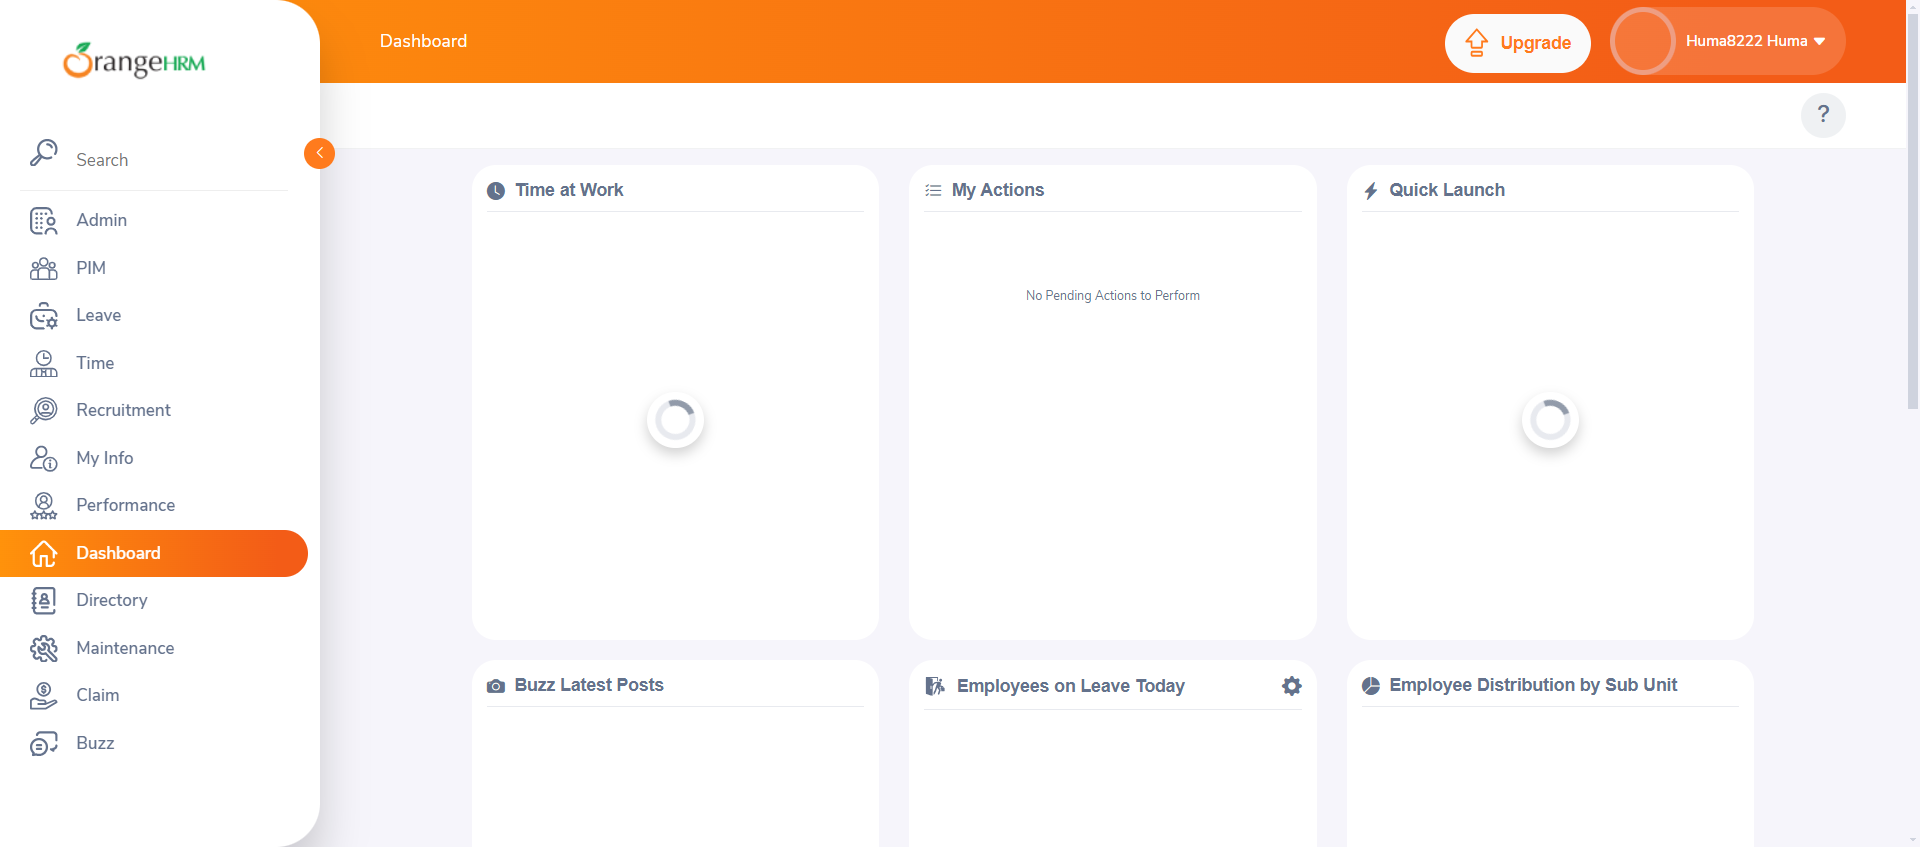 OrangeHRM
Dashboard
Upgrade
Huma8222 Huma
?
Search
Admin
PIM
Leave
Time
Recruitment
My Info
Performance
Dashboard
Directory
Maintenance
Claim
Buzz
Time at Work
My Actions
No Pending Actions to Perform
Quick Launch
Buzz Latest Posts
Employees on Leave Today
Employee Distribution by Sub Unit